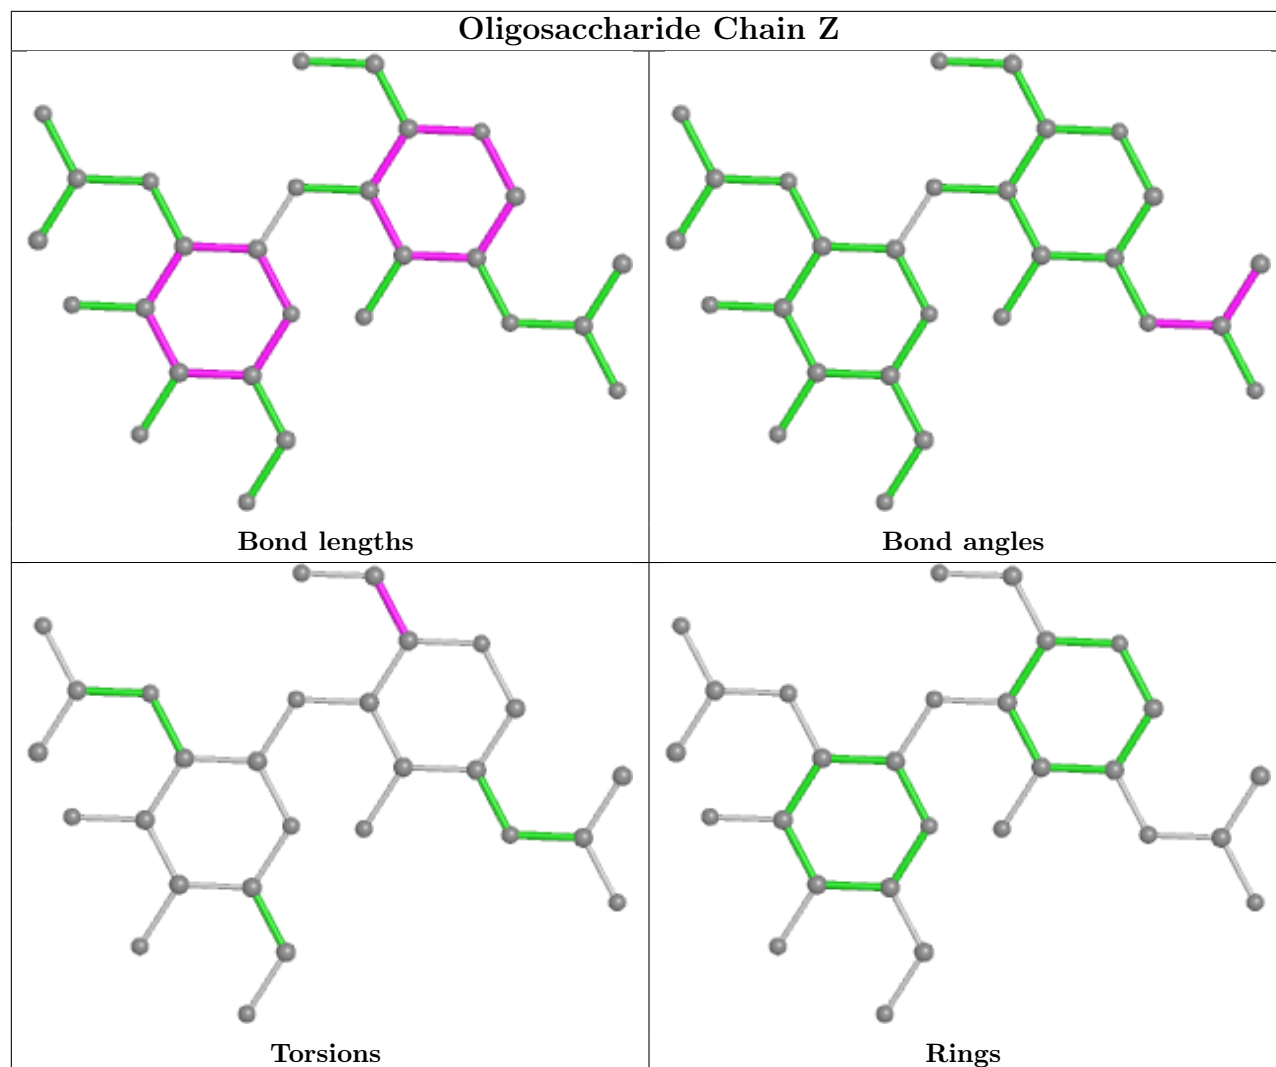 Oligosaccharide Chain Z
Bond lengths
Bond angles
Torsions
Rings